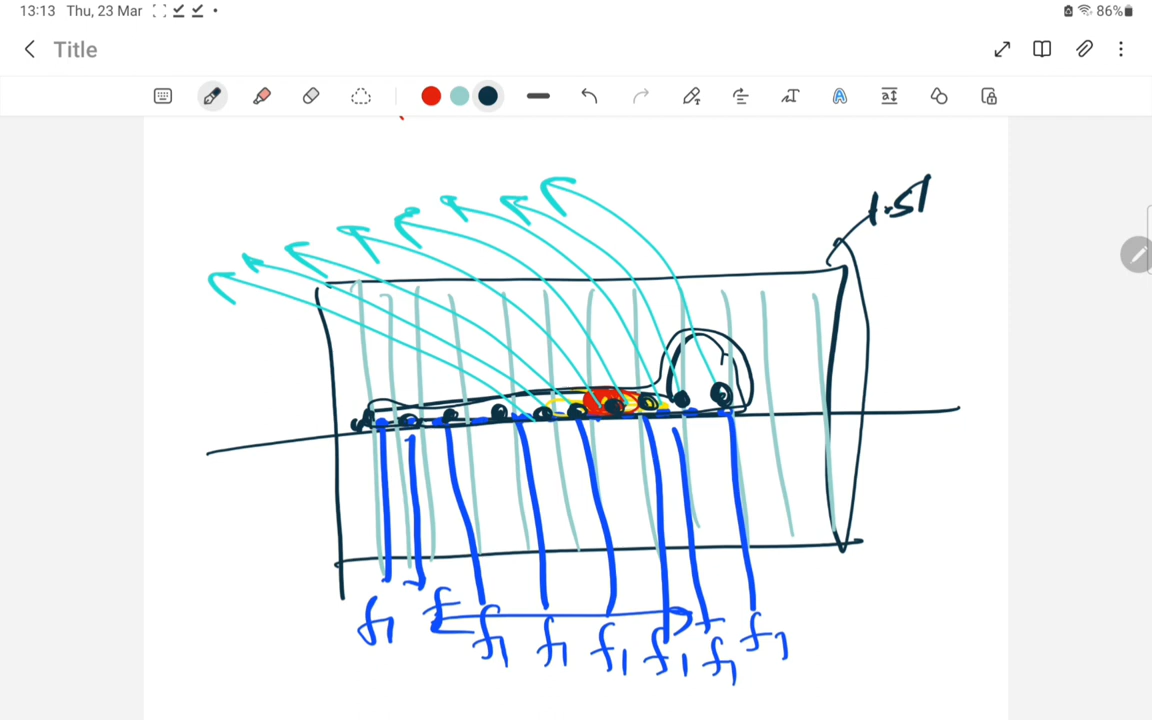 13:13 Thu, 23 Mar
86%
Title
1.5T
f1 f f1 f1 f1 f1 f1 f1